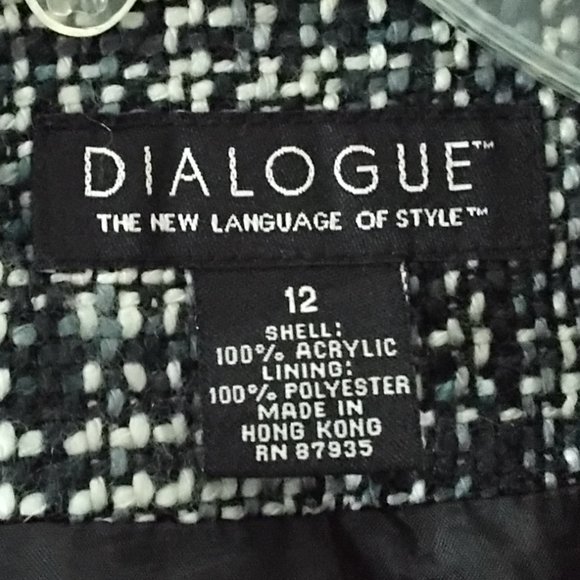 DIALOGUE™
THE NEW LANGUAGE OF STYLE™
12
SHELL:
100% ACRYLIC
LINING:
100% POLYESTER
MADE IN
HONG KONG
RN 87935